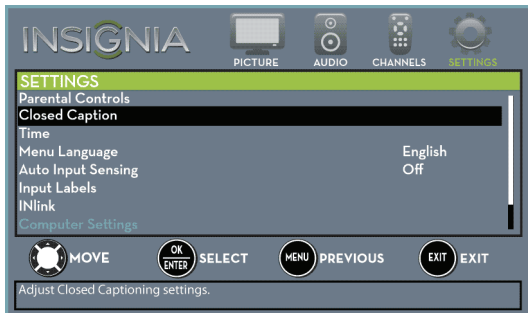 INSIGNIA
PICTURE AUDIO CHANNELS SETTINGS
SETTINGS
Parental Controls
Closed Caption
Time
Menu Language English
Auto Input Sensing Off
Input Labels
INlink
Computer Settings
MOVE OK ENTER SELECT MENU PREVIOUS EXIT EXIT
Adjust Closed Captioning settings.